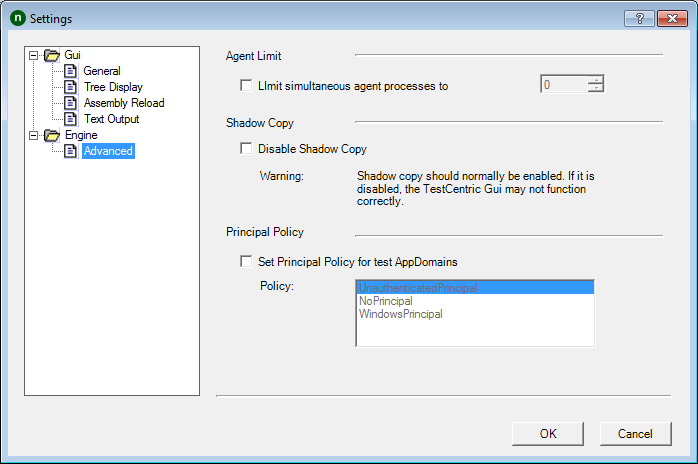 n Settings
Gui
General
Tree Display
Assembly Reload
Text Output
Engine
Advanced
Agent Limit
LImit simultaneous agent processes to
0
Shadow Copy
Disable Shadow Copy
Warning:
Shadow copy should normally be enabled. If it is
disabled, the TestCentric Gui may not function
correctly.
Principal Policy
Set Principal Policy for test AppDomains
Policy:
UnauthenticatedPrincipal
NoPrincipal
WindowsPrincipal
OK
Cancel